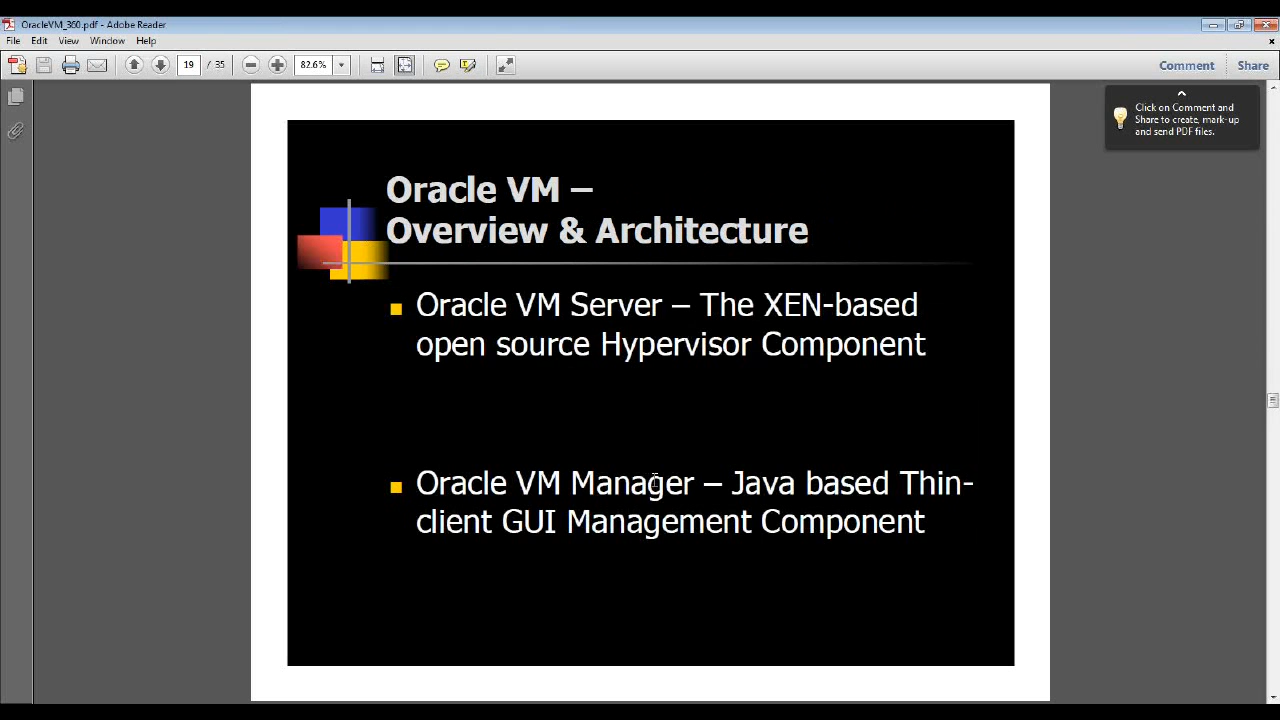 OracleVM_360.pdf - Adobe Reader
File Edit View Window Help
19 / 35 82.6% Comment Share
Click on Comment and
Share to create, mark-up
and send PDF files.
Oracle VM –
Overview & Architecture
Oracle VM Server – The XEN-based
open source Hypervisor Component
Oracle VM Manager – Java based Thin-
client GUI Management Component